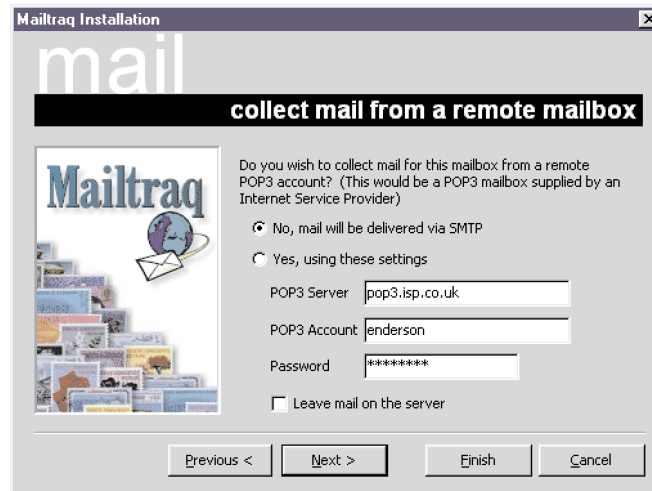 Mailtraq Installation
mail
collect mail from a remote mailbox
Mailtraq
Do you wish to collect mail for this mailbox from a remote
POP3 account? (This would be a POP3 mailbox supplied by an
Internet Service Provider)
No, mail will be delivered via SMTP
Yes, using these settings
POP3 Server pop3.isp.co.uk
POP3 Account enderson
Password ********
Leave mail on the server
Previous < Next > Finish Cancel